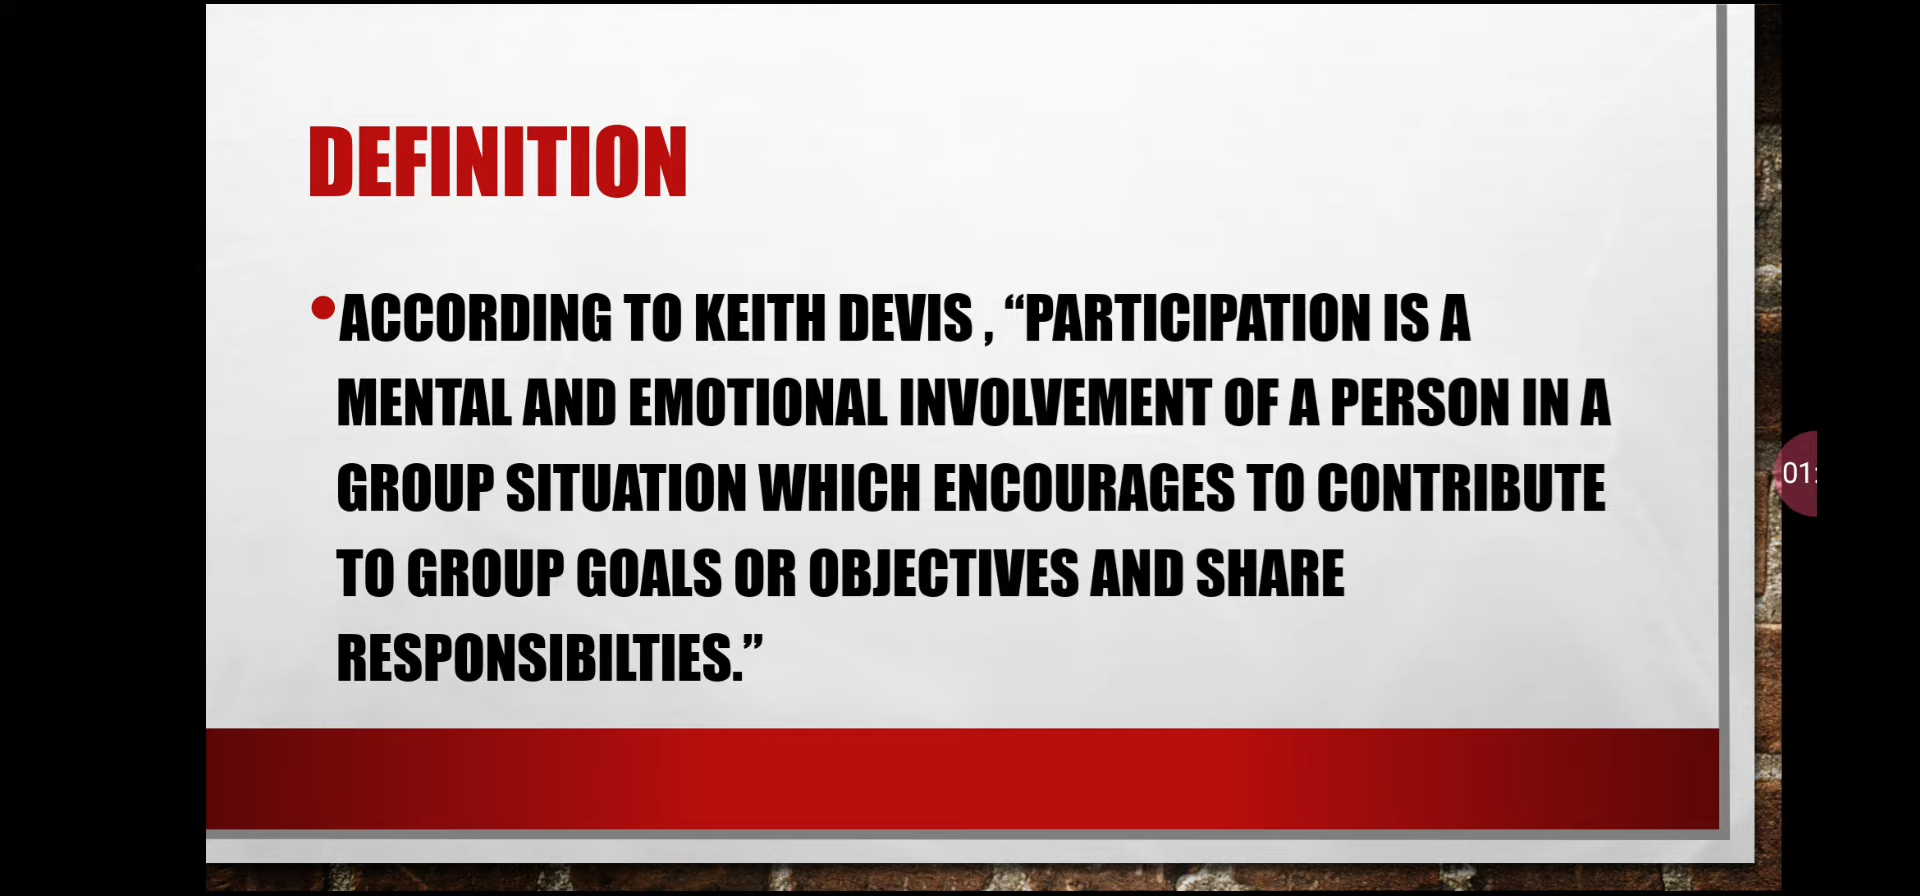 DEFINITION
•ACCORDING TO KEITH DEVIS , “PARTICIPATION IS A
MENTAL AND EMOTIONAL INVOLVEMENT OF A PERSON IN A
GROUP SITUATION WHICH ENCOURAGES TO CONTRIBUTE
TO GROUP GOALS OR OBJECTIVES AND SHARE
RESPONSIBILTIES.”
01: